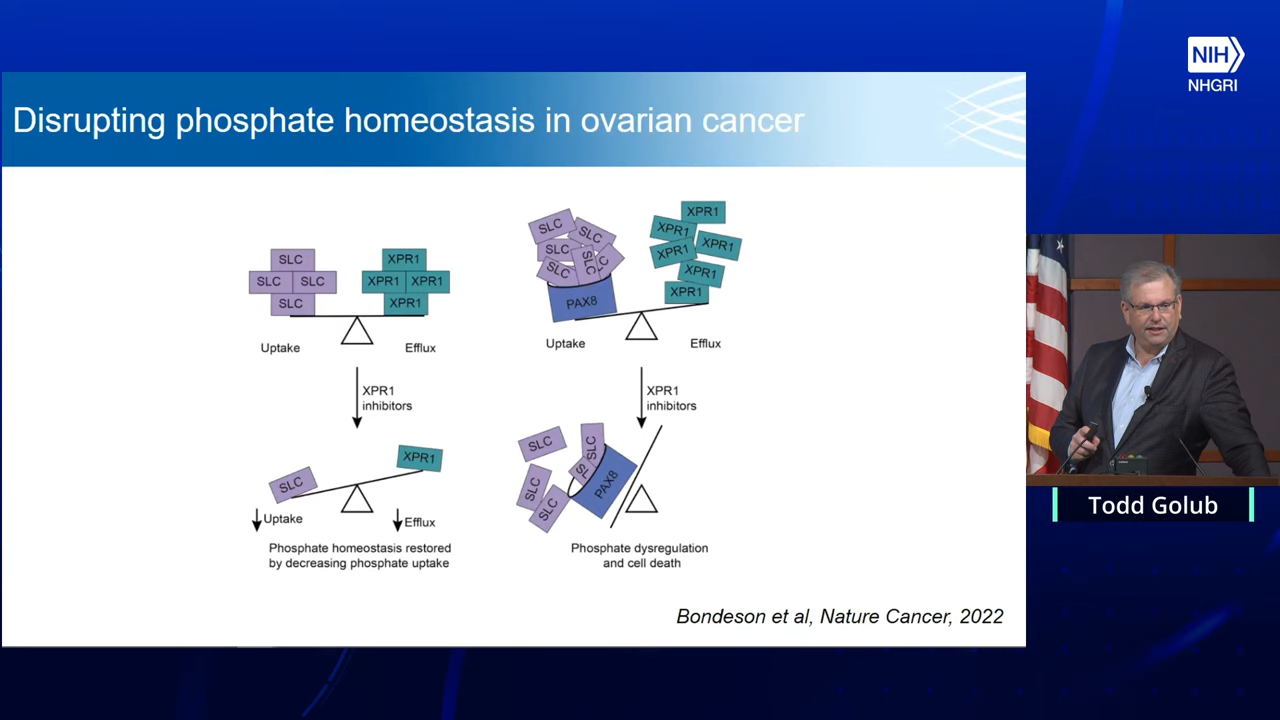 NIH
NHGRI
Disrupting phosphate homeostasis in ovarian cancer
SLC
SLC SLC
SLC
XPR1
XPR1 XPR1
XPR1
Uptake
Efflux
XPR1
inhibitors
SLC
XPR1
Uptake
Efflux
Phosphate homeostasis restored
by decreasing phosphate uptake
SLC
SLC
SLC
SLC
SLC
PAX8
XPR1
XPR1
XPR1
XPR1
XPR1
XPR1
Uptake
Efflux
XPR1
inhibitors
SLC
SLC
SLC
SLC
PAX8
Phosphate dysregulation
and cell death
Bondeson et al, Nature Cancer, 2022
Todd Golub